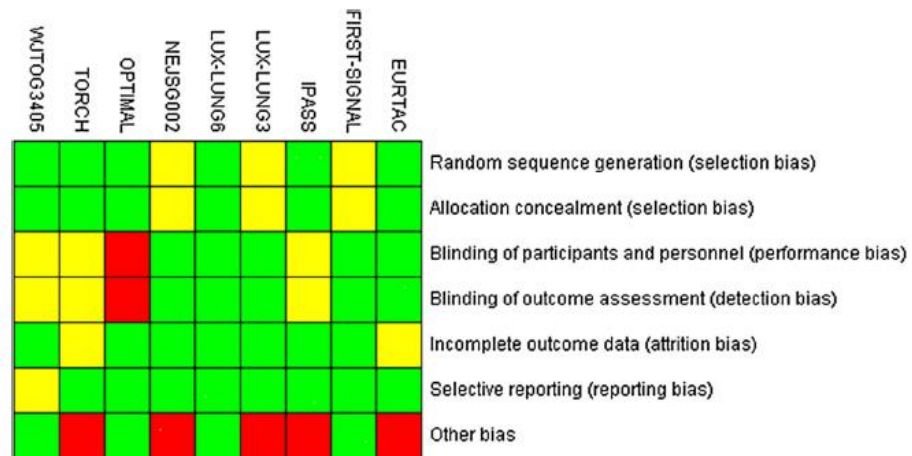 WJTOG3405
TORCH
OPTIMAL
NEJSG002
LUX-LUNG6
LUX-LUNG3
IPASS
FIRST-SIGNAL
EURTAC
Random sequence generation (selection bias)
Allocation concealment (selection bias)
Blinding of participants and personnel (performance bias)
Blinding of outcome assessment (detection bias)
Incomplete outcome data (attrition bias)
Selective reporting (reporting bias)
Other bias